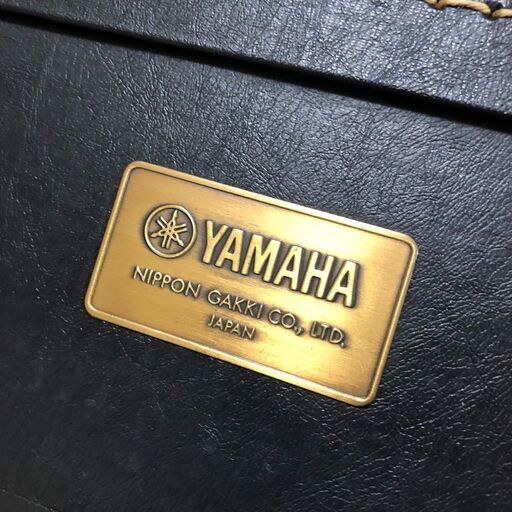 YAMAHA
NIPPON GAKKI CO., LTD.
JAPAN